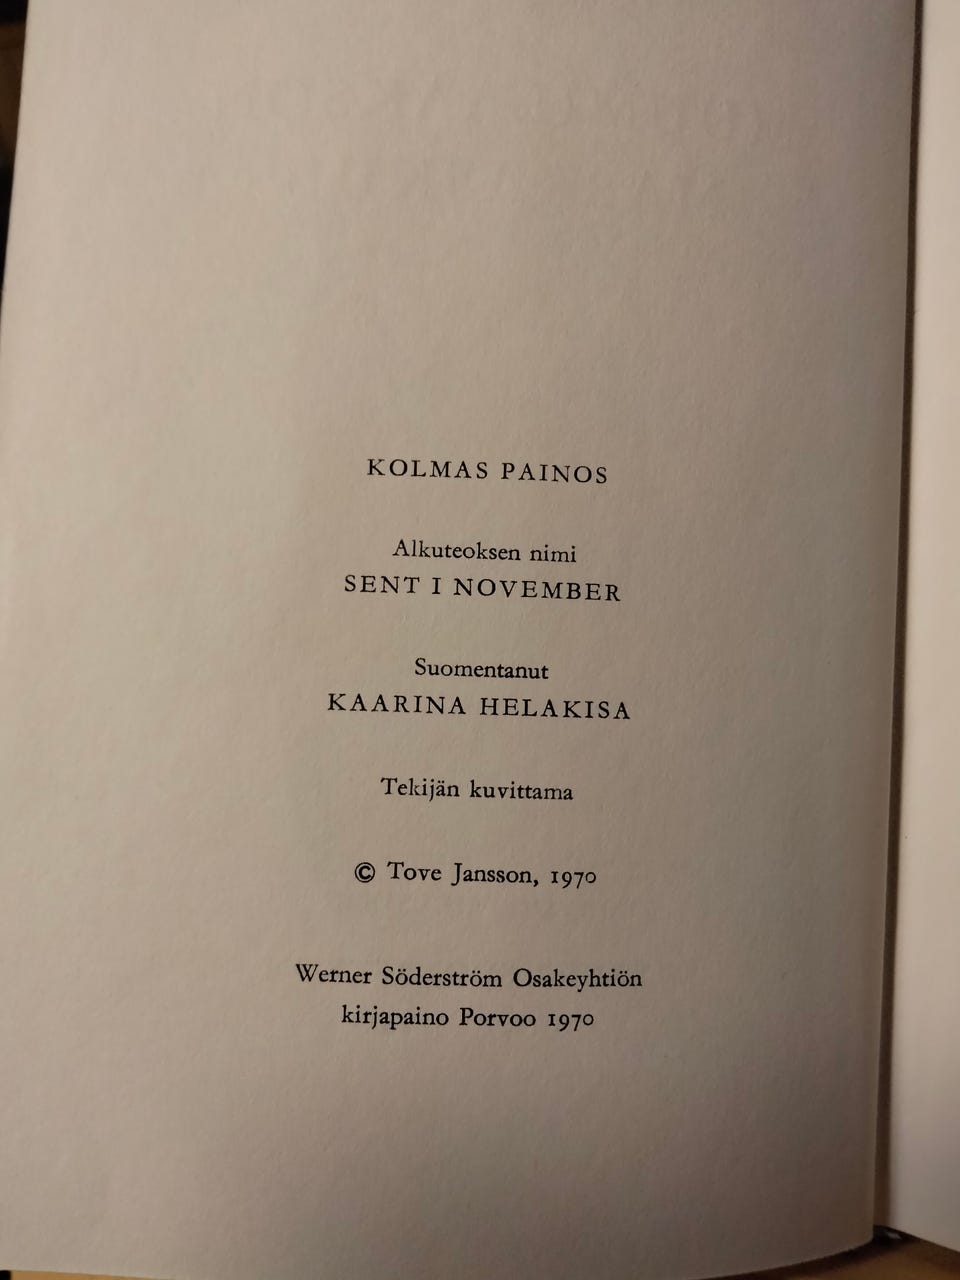 KOLMAS PAINOS
Alkuteoksen nimi
SENT I NOVEMBER
Suomentanut
KAARINA HELAKISA
Tekijän kuvittama
© Tove Jansson, 1970
Werner Söderström Osakeyhtiön
kirjapaino Porvoo 1970